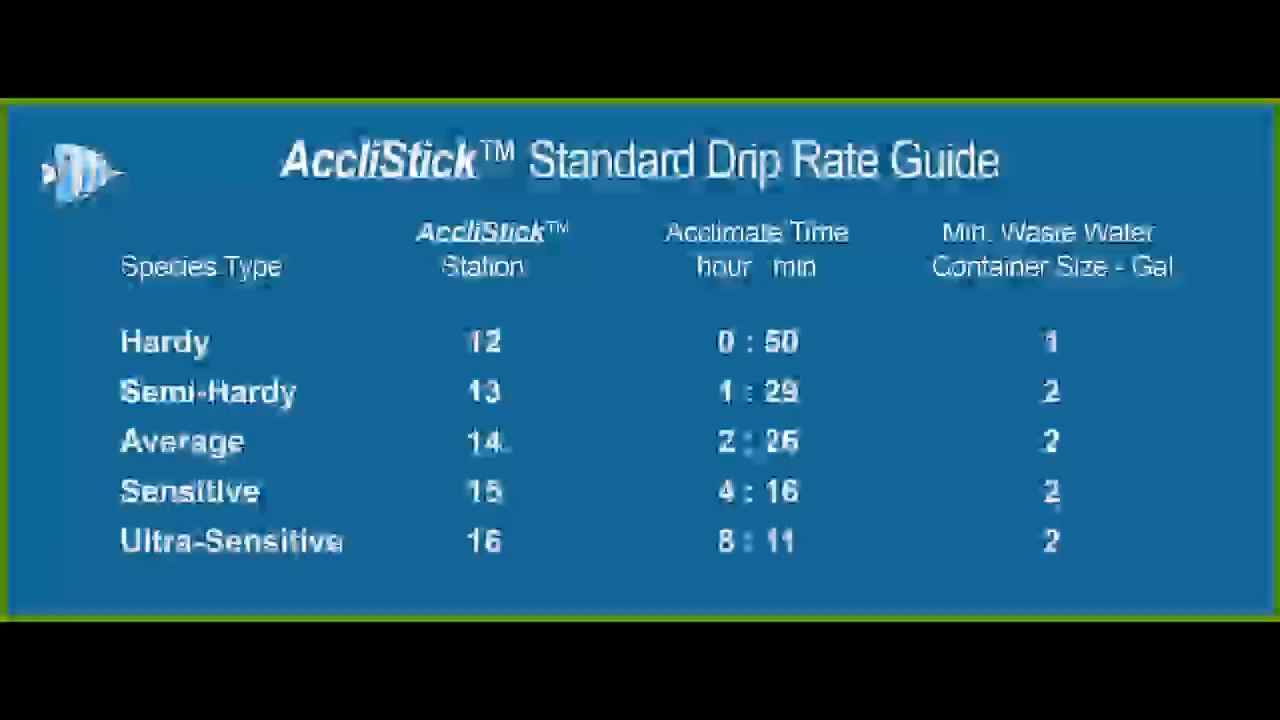 AccliStick™ Standard Drip Rate Guide
AccliStick™ Acclimate Time Min. Waste Water
Species Type Station hour min Container Size - Gal
Hardy 12 0 : 50 1
Semi-Hardy 13 1 : 29 2
Average 14 2 : 26 2
Sensitive 15 4 : 16 2
Ultra-Sensitive 16 8 : 11 2